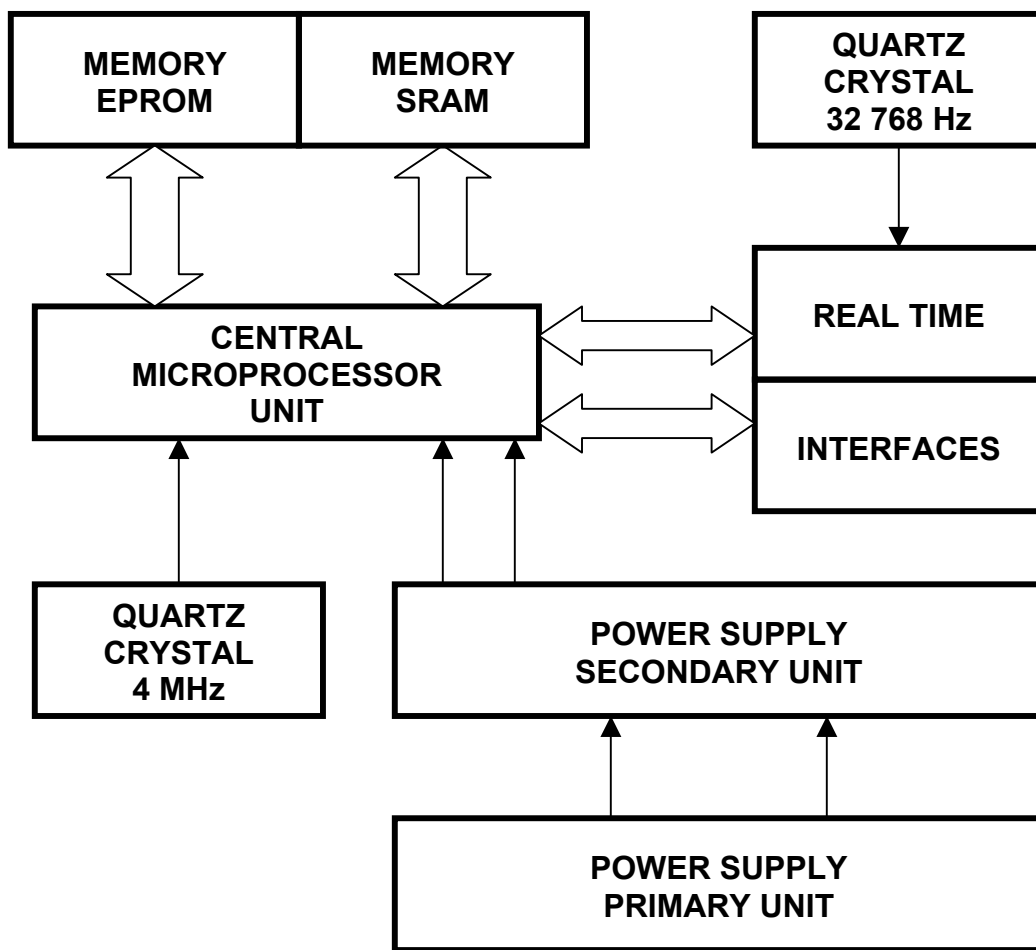 MEMORY
EPROM
MEMORY
SRAM
QUARTZ
CRYSTAL
32 768 Hz
REAL TIME
CENTRAL
MICROPROCESSOR
UNIT
INTERFACES
QUARTZ
CRYSTAL
4 MHz
POWER SUPPLY
SECONDARY UNIT
POWER SUPPLY
PRIMARY UNIT